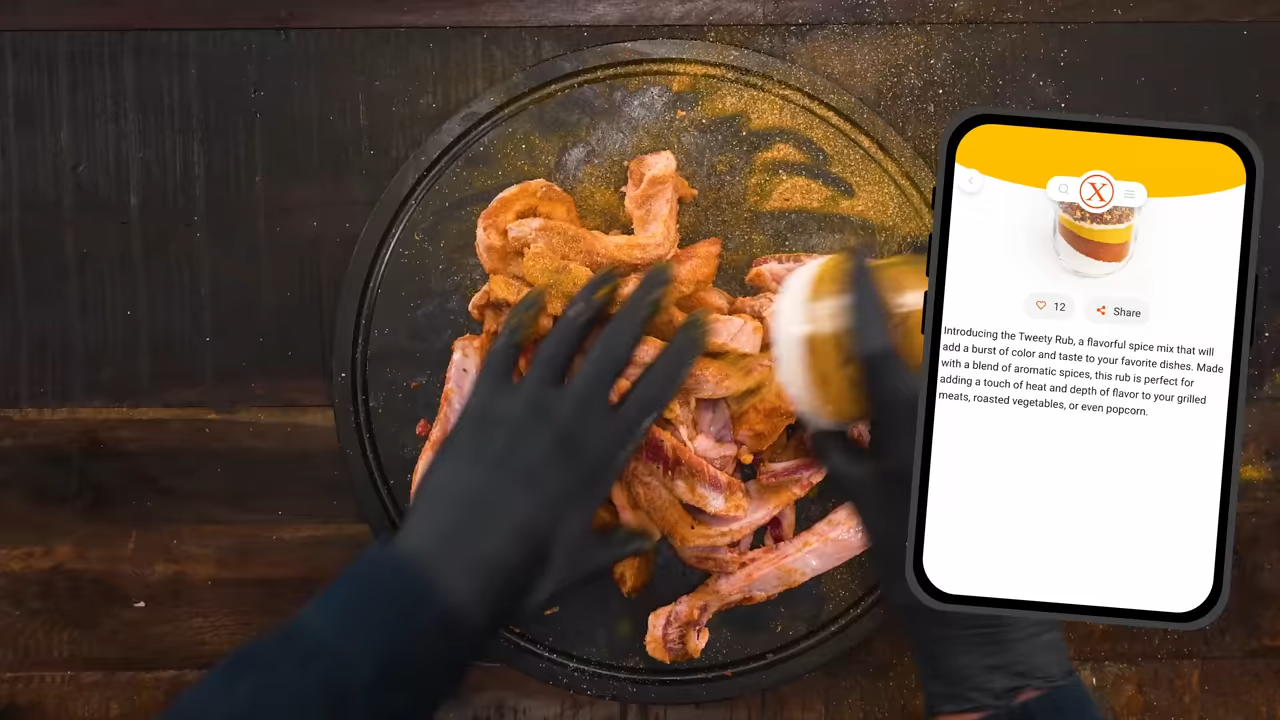 X
12
Share
Introducing the Tweety Rub, a flavorful spice mix that will
add a burst of color and taste to your favorite dishes. Made
with a blend of aromatic spices, this rub is perfect for
adding a touch of heat and depth of flavor to your grilled
meats, roasted vegetables, or even popcorn.